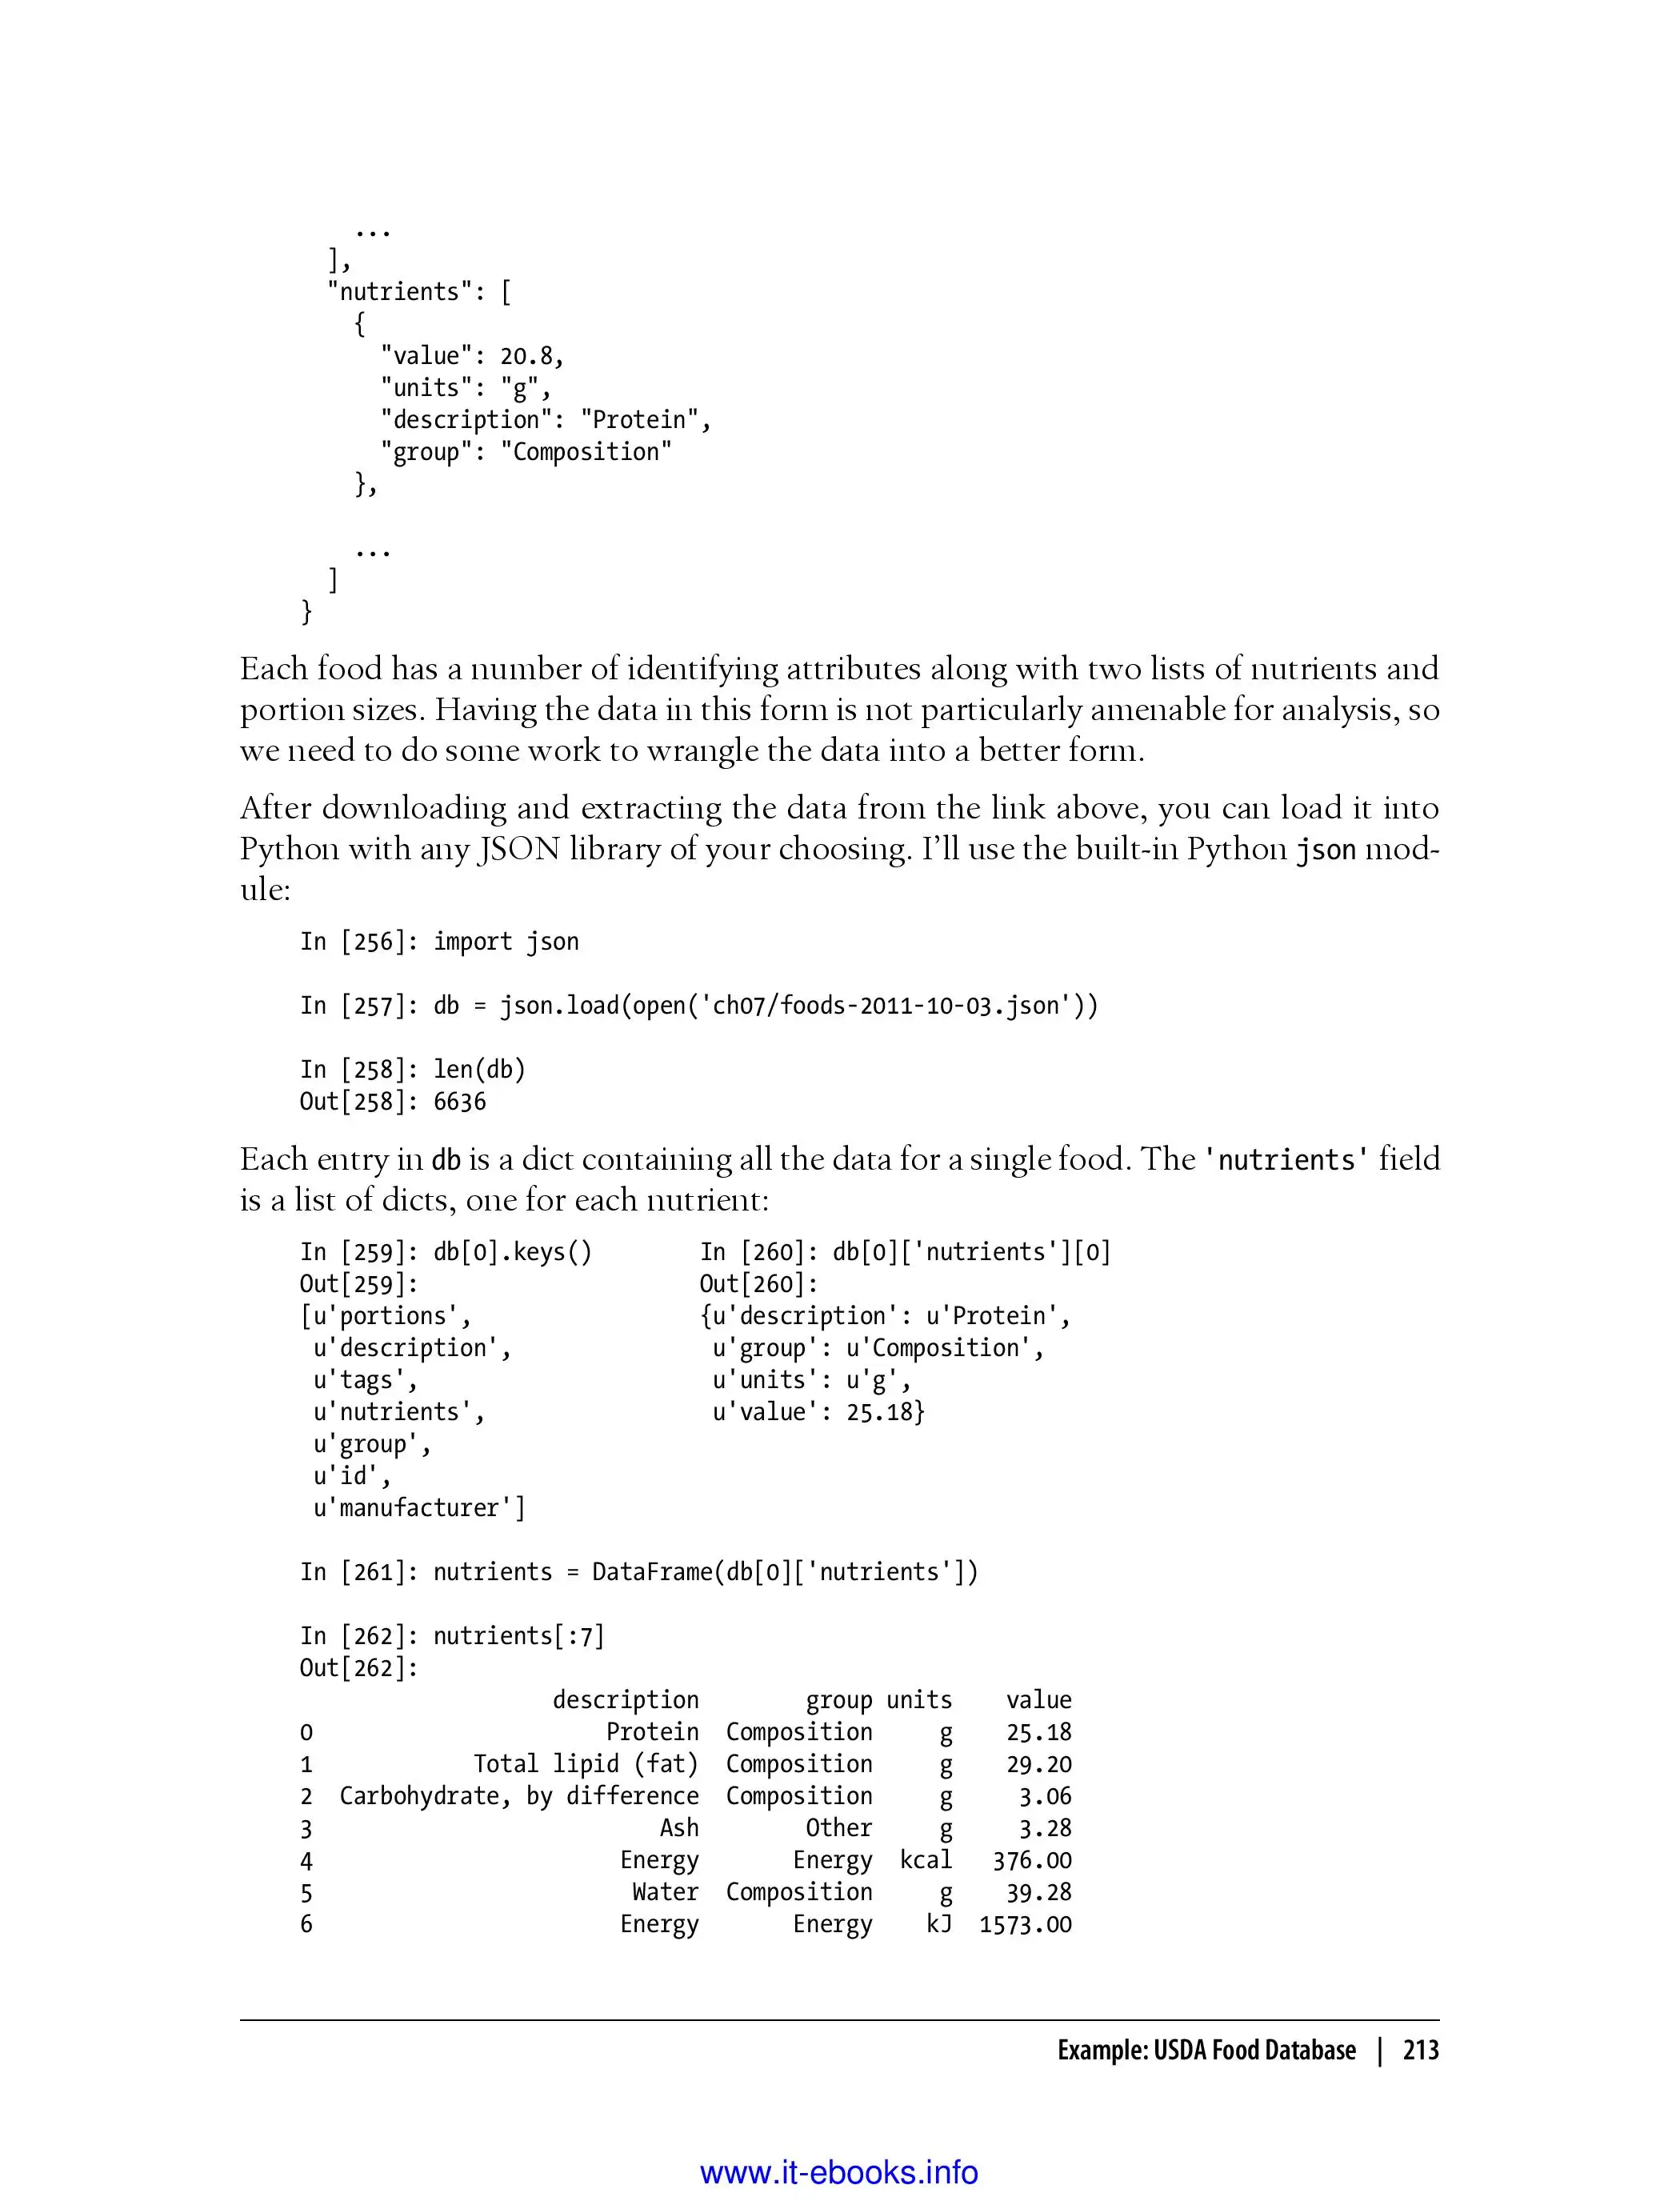 ...
],
"nutrients": [
{
"value": 20.8,
"units": "g",
"description": "Protein",
"group": "Composition"
},
...
]
}
Each food has a number of identifying attributes along with two lists of nutrients and
portion sizes. Having the data in this form is not particularly amenable for analysis, so
we need to do some work to wrangle the data into a better form.
After downloading and extracting the data from the link above, you can load it into
Python with any JSON library of your choosing. I’ll use the built-in Python json mod-
ule:
In [256]: import json
In [257]: db = json.load(open('ch07/foods-2011-10-03.json'))
In [258]: len(db)
Out[258]: 6636
Each entry in db is a dict containing all the data for a single food. The 'nutrients' field
is a list of dicts, one for each nutrient:
In [259]: db[0].keys()        In [260]: db[0]['nutrients'][0]
Out[259]:                     Out[260]:
[u'portions',                 {u'description': u'Protein',
u'description',               u'group': u'Composition',
u'tags',                      u'units': u'g',
u'nutrients',                 u'value': 25.18}
u'group',
u'id',
u'manufacturer']
In [261]: nutrients = DataFrame(db[0]['nutrients'])
In [262]: nutrients[:7]
Out[262]:
description        group units    value
0                      Protein  Composition     g    25.18
1            Total lipid (fat)  Composition     g    29.20
2  Carbohydrate, by difference  Composition     g     3.06
3                          Ash        Other     g     3.28
4                       Energy       Energy  kcal   376.00
5                        Water  Composition     g    39.28
6                       Energy       Energy    kJ  1573.00
Example: USDA Food Database | 213
www.it-ebooks.info